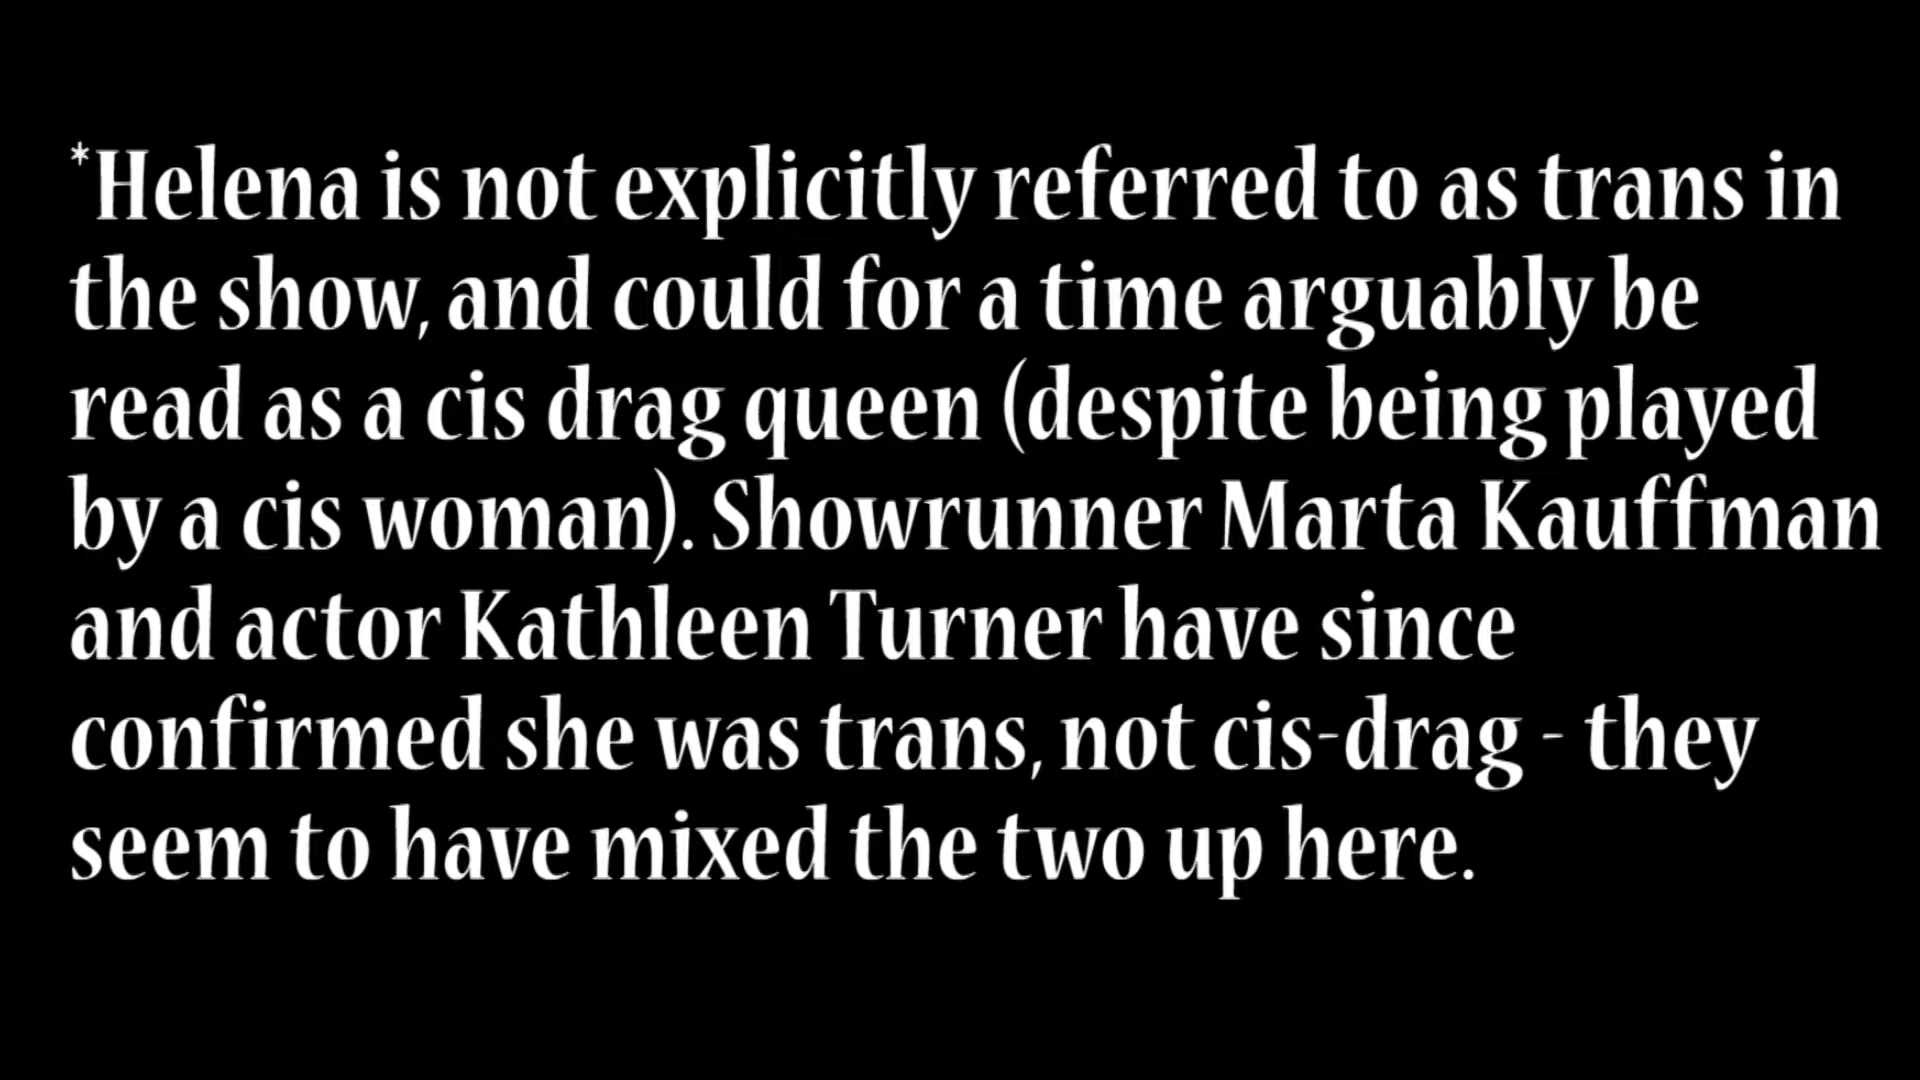 *Helena is not explicitly referred to as trans in
the show, and could for a time arguably be
read as a cis drag queen (despite being played
by a cis woman). Showrunner Marta Kauffman
and actor Kathleen Turner have since
confirmed she was trans, not cis-drag - they
seem to have mixed the two up here.